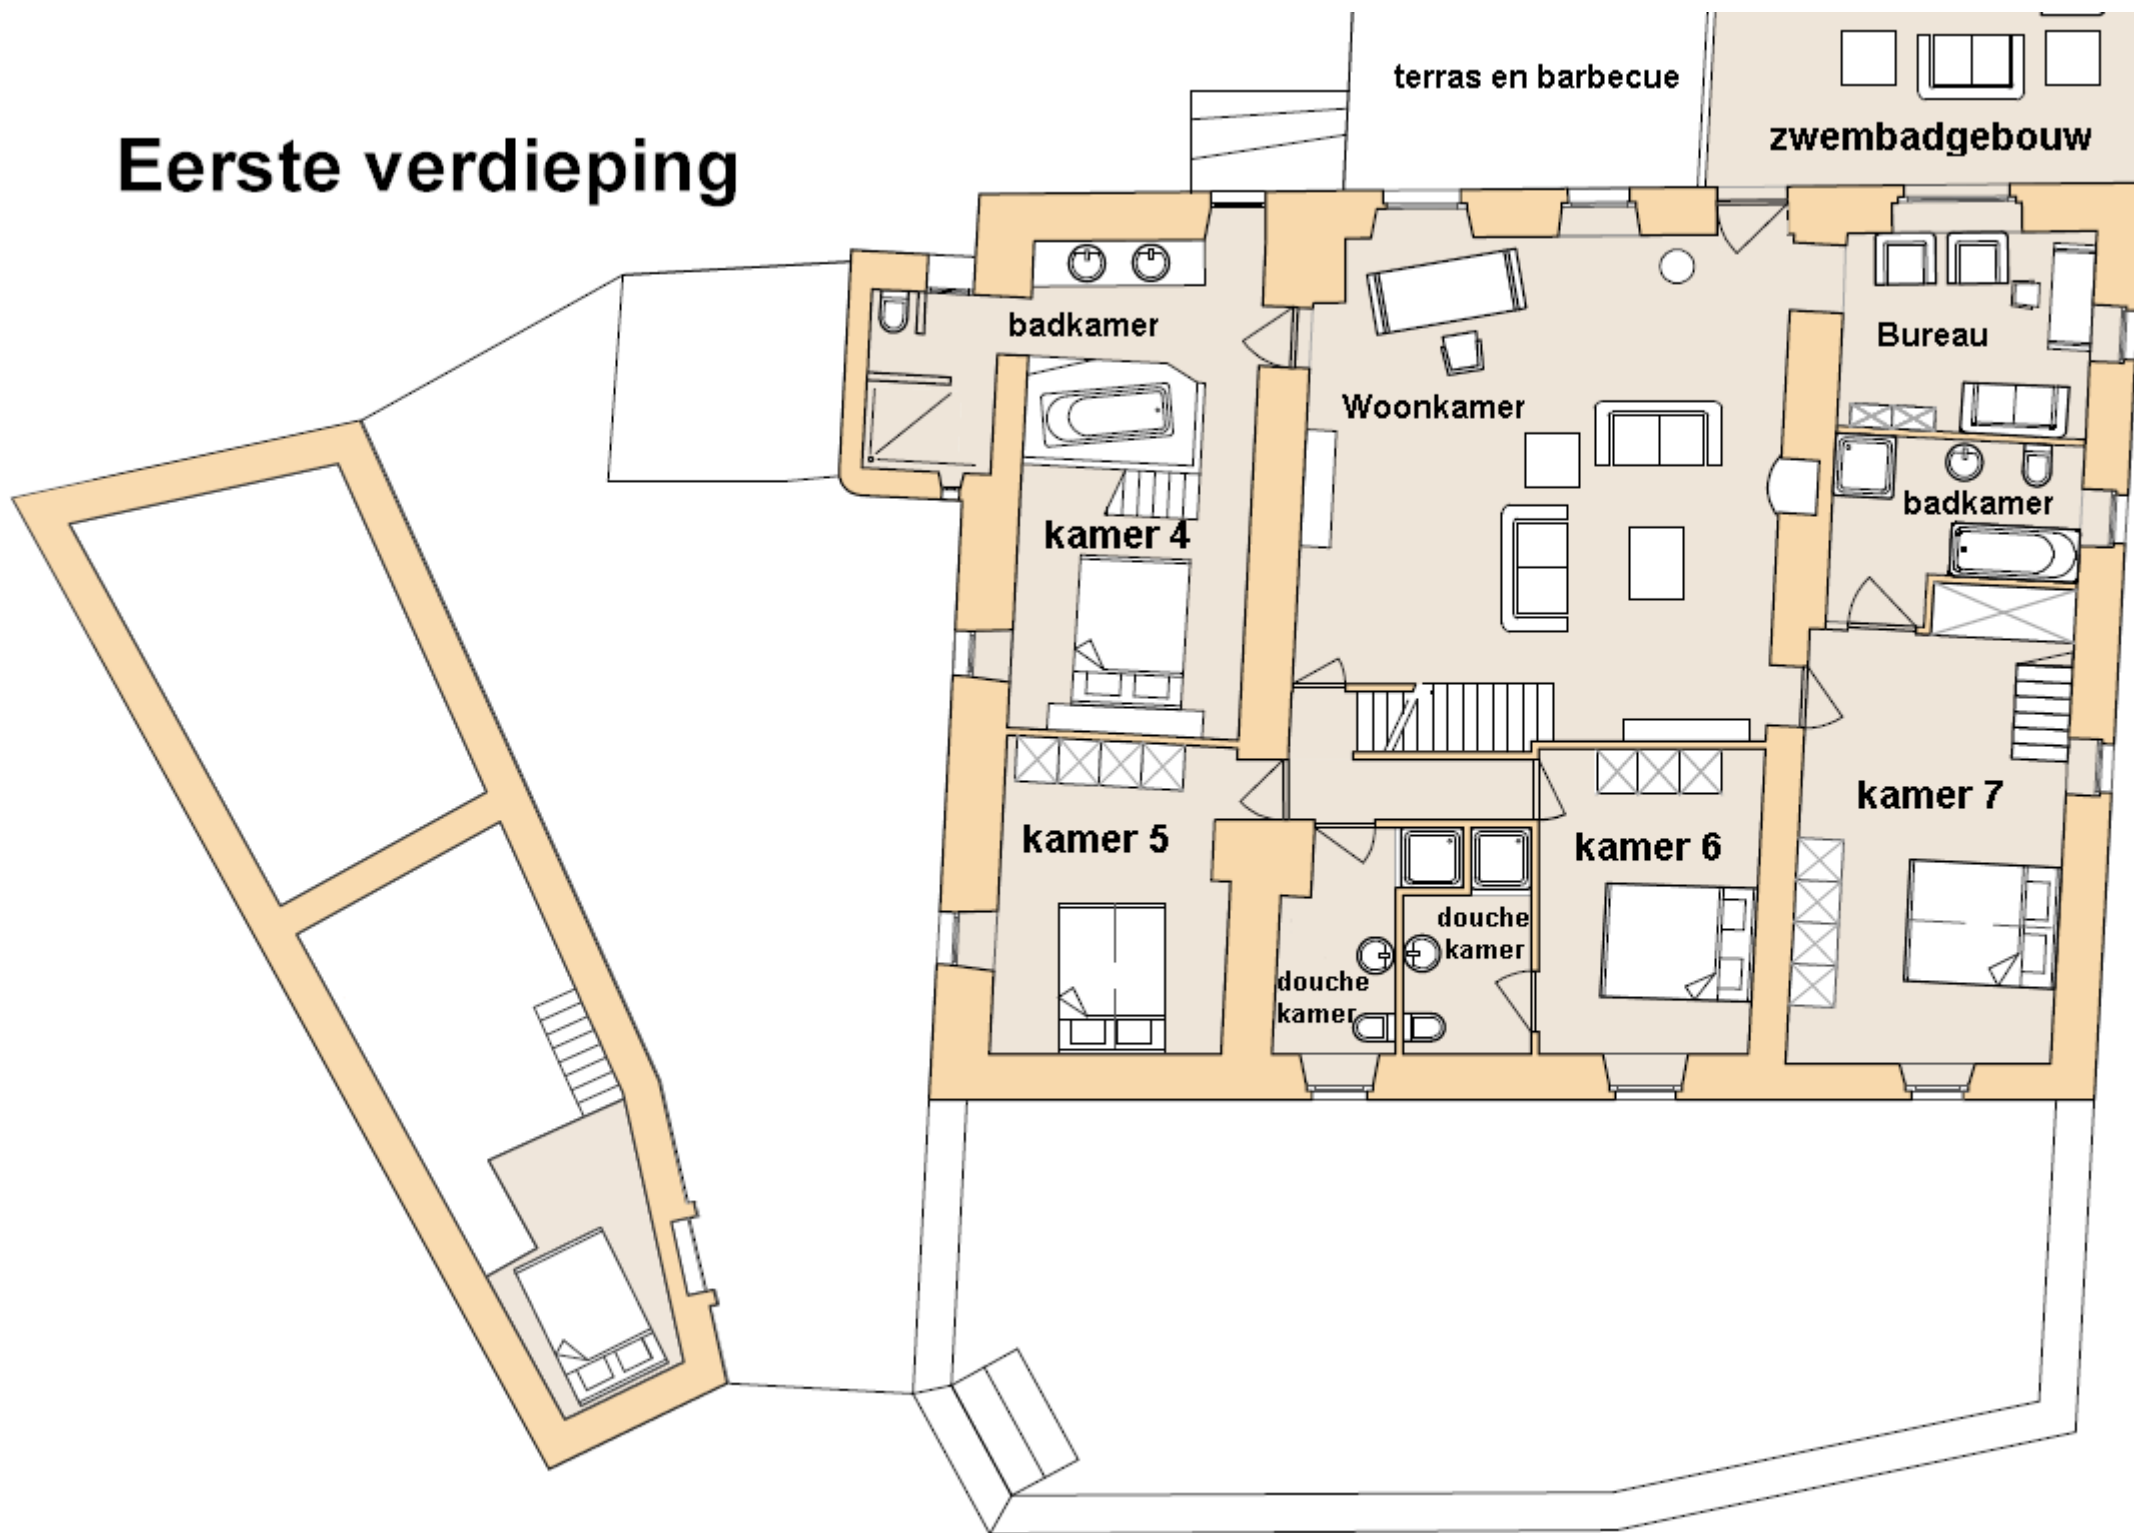 terras en barbecue
zwembadgebouw
Eerste verdieping
badkamer
Bureau
Woonkamer
badkamer
kamer 4
kamer 7
kamer 5
kamer 6
douche
kamer
douche
kamer